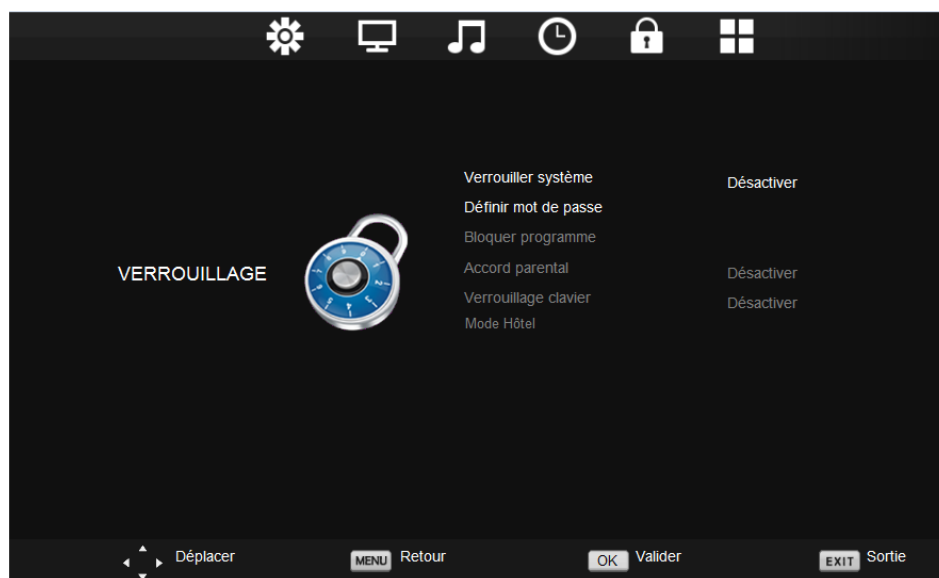 Verrouiller système Désactiver
Définir mot de passe
Bloquer programme
VERROUILLAGE
Accord parental Désactiver
Verrouillage clavier Désactiver
Mode Hôtel
Déplacer MENU Retour OK Valider EXIT Sortie